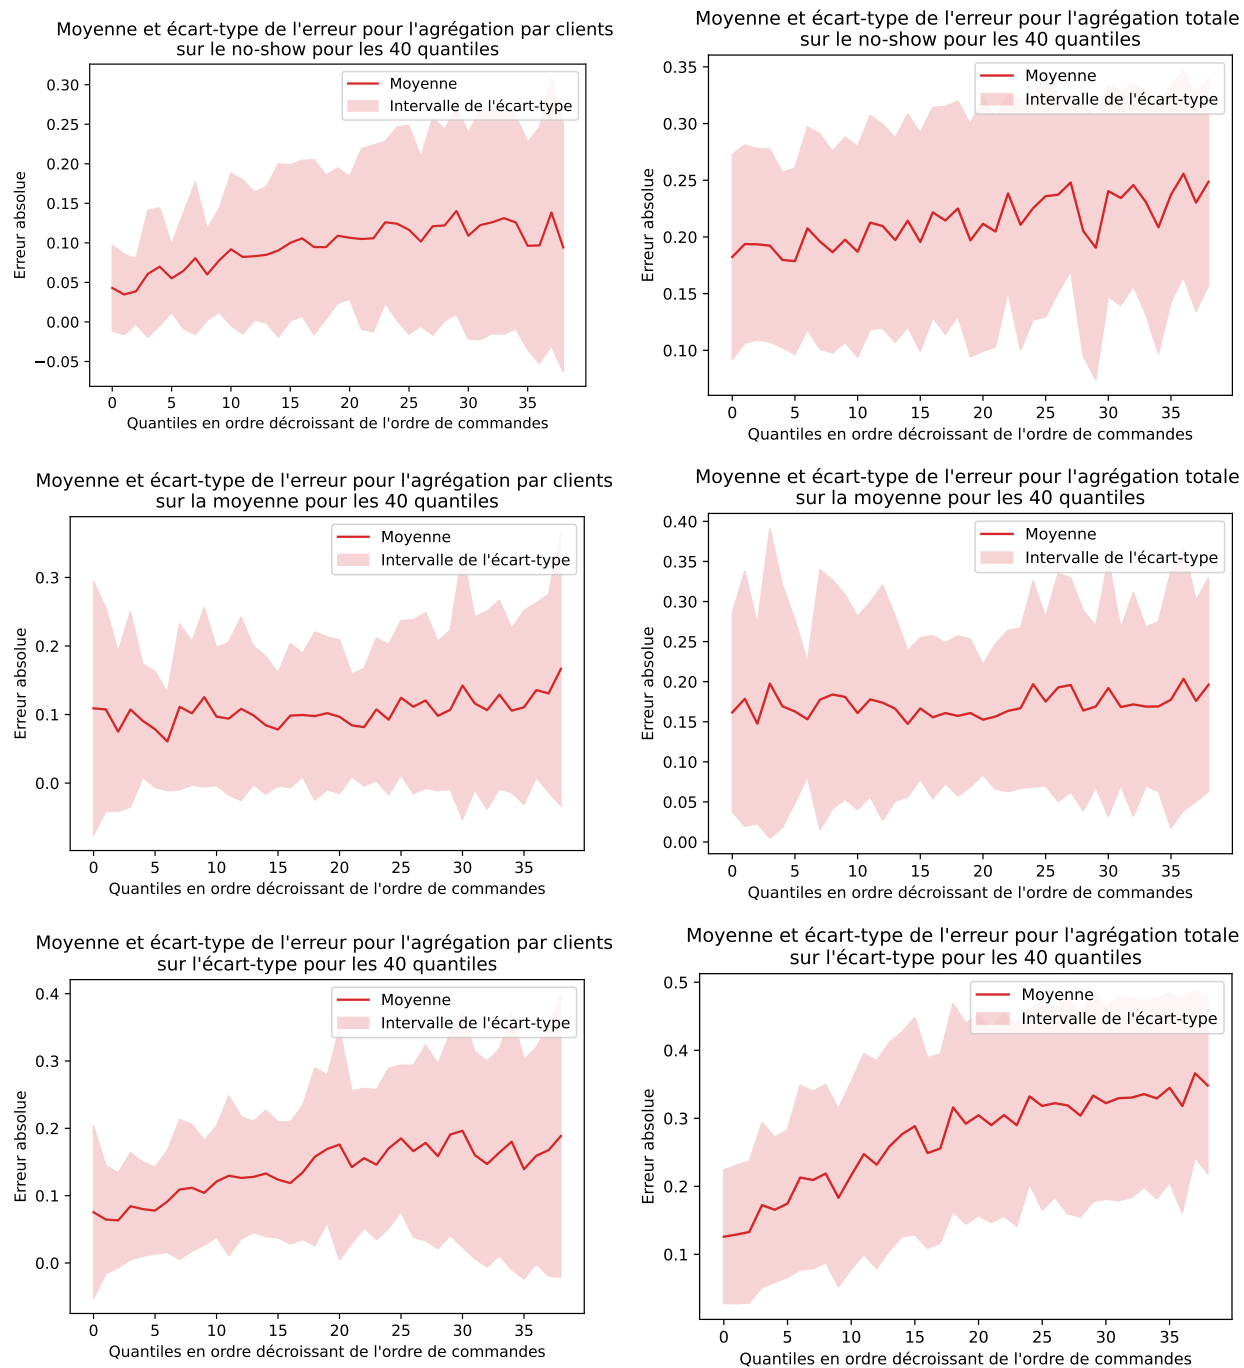 Moyenne et écart-type de l'erreur pour l'agrégation par clients
sur le no-show pour les 40 quantiles
Moyenne
Intervalle de l'écart-type
Erreur absolue
0.30
0.25
0.20
0.15
0.10
0.05
0.00
−0.05
0 5 10 15 20 25 30 35
Quantiles en ordre décroissant de l'ordre de commandes
Moyenne et écart-type de l'erreur pour l'agrégation totale
sur le no-show pour les 40 quantiles
Moyenne
Intervalle de l'écart-type
Erreur absolue
0.35
0.30
0.25
0.20
0.15
0.10
0 5 10 15 20 25 30 35
Quantiles en ordre décroissant de l'ordre de commandes
Moyenne et écart-type de l'erreur pour l'agrégation par clients
sur la moyenne pour les 40 quantiles
Moyenne
Intervalle de l'écart-type
Erreur absolue
0.3
0.2
0.1
0.0
0 5 10 15 20 25 30 35
Quantiles en ordre décroissant de l'ordre de commandes
Moyenne et écart-type de l'erreur pour l'agrégation totale
sur la moyenne pour les 40 quantiles
Moyenne
Intervalle de l'écart-type
Erreur absolue
0.40
0.35
0.30
0.25
0.20
0.15
0.10
0.05
0.00
0 5 10 15 20 25 30 35
Quantiles en ordre décroissant de l'ordre de commandes
Moyenne et écart-type de l'erreur pour l'agrégation par clients
sur l'écart-type pour les 40 quantiles
Moyenne
Intervalle de l'écart-type
Erreur absolue
0.4
0.3
0.2
0.1
0.0
0 5 10 15 20 25 30 35
Quantiles en ordre décroissant de l'ordre de commandes
Moyenne et écart-type de l'erreur pour l'agrégation totale
sur l'écart-type pour les 40 quantiles
Moyenne
Intervalle de l'écart-type
Erreur absolue
0.5
0.4
0.3
0.2
0.1
0 5 10 15 20 25 30 35
Quantiles en ordre décroissant de l'ordre de commandes